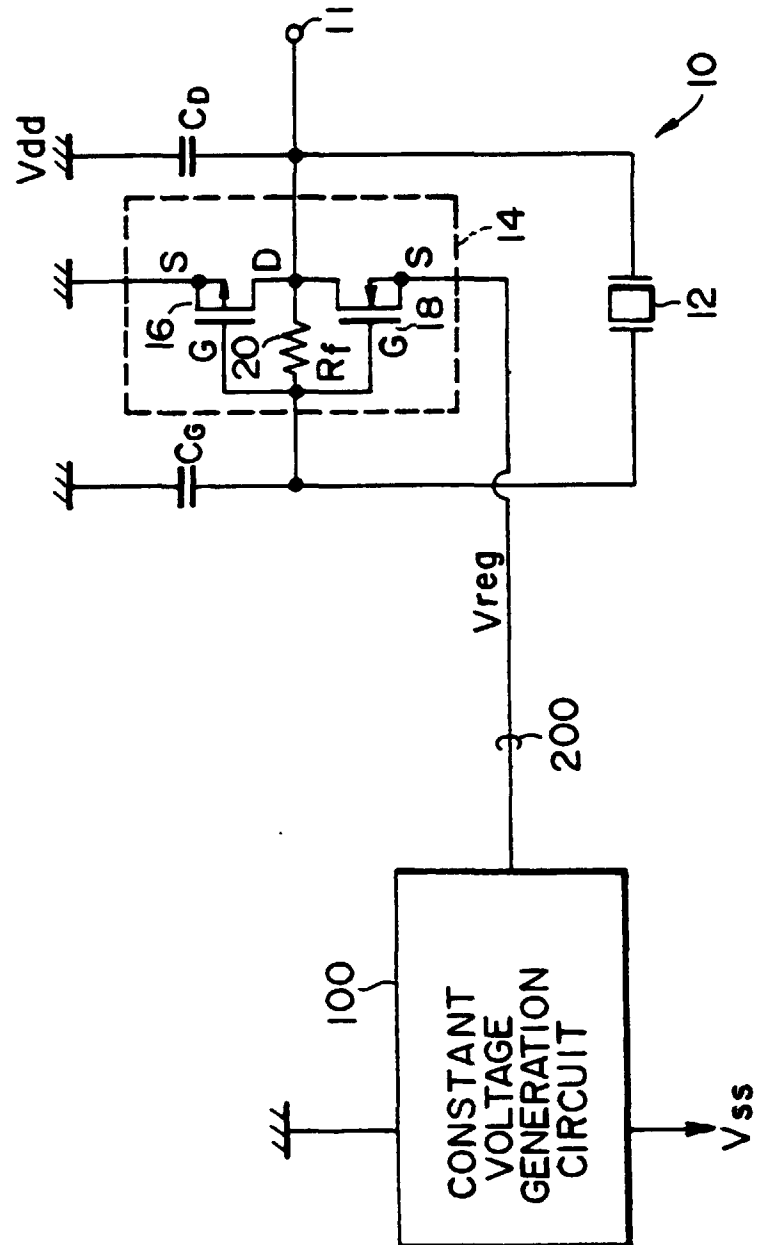 Vdd
CD
11
S
16
G
D
20
Rf
G
18
S
14
CG
10
12
Vreg
200
100
CONSTANT
VOLTAGE
GENERATION
CIRCUIT
Vss